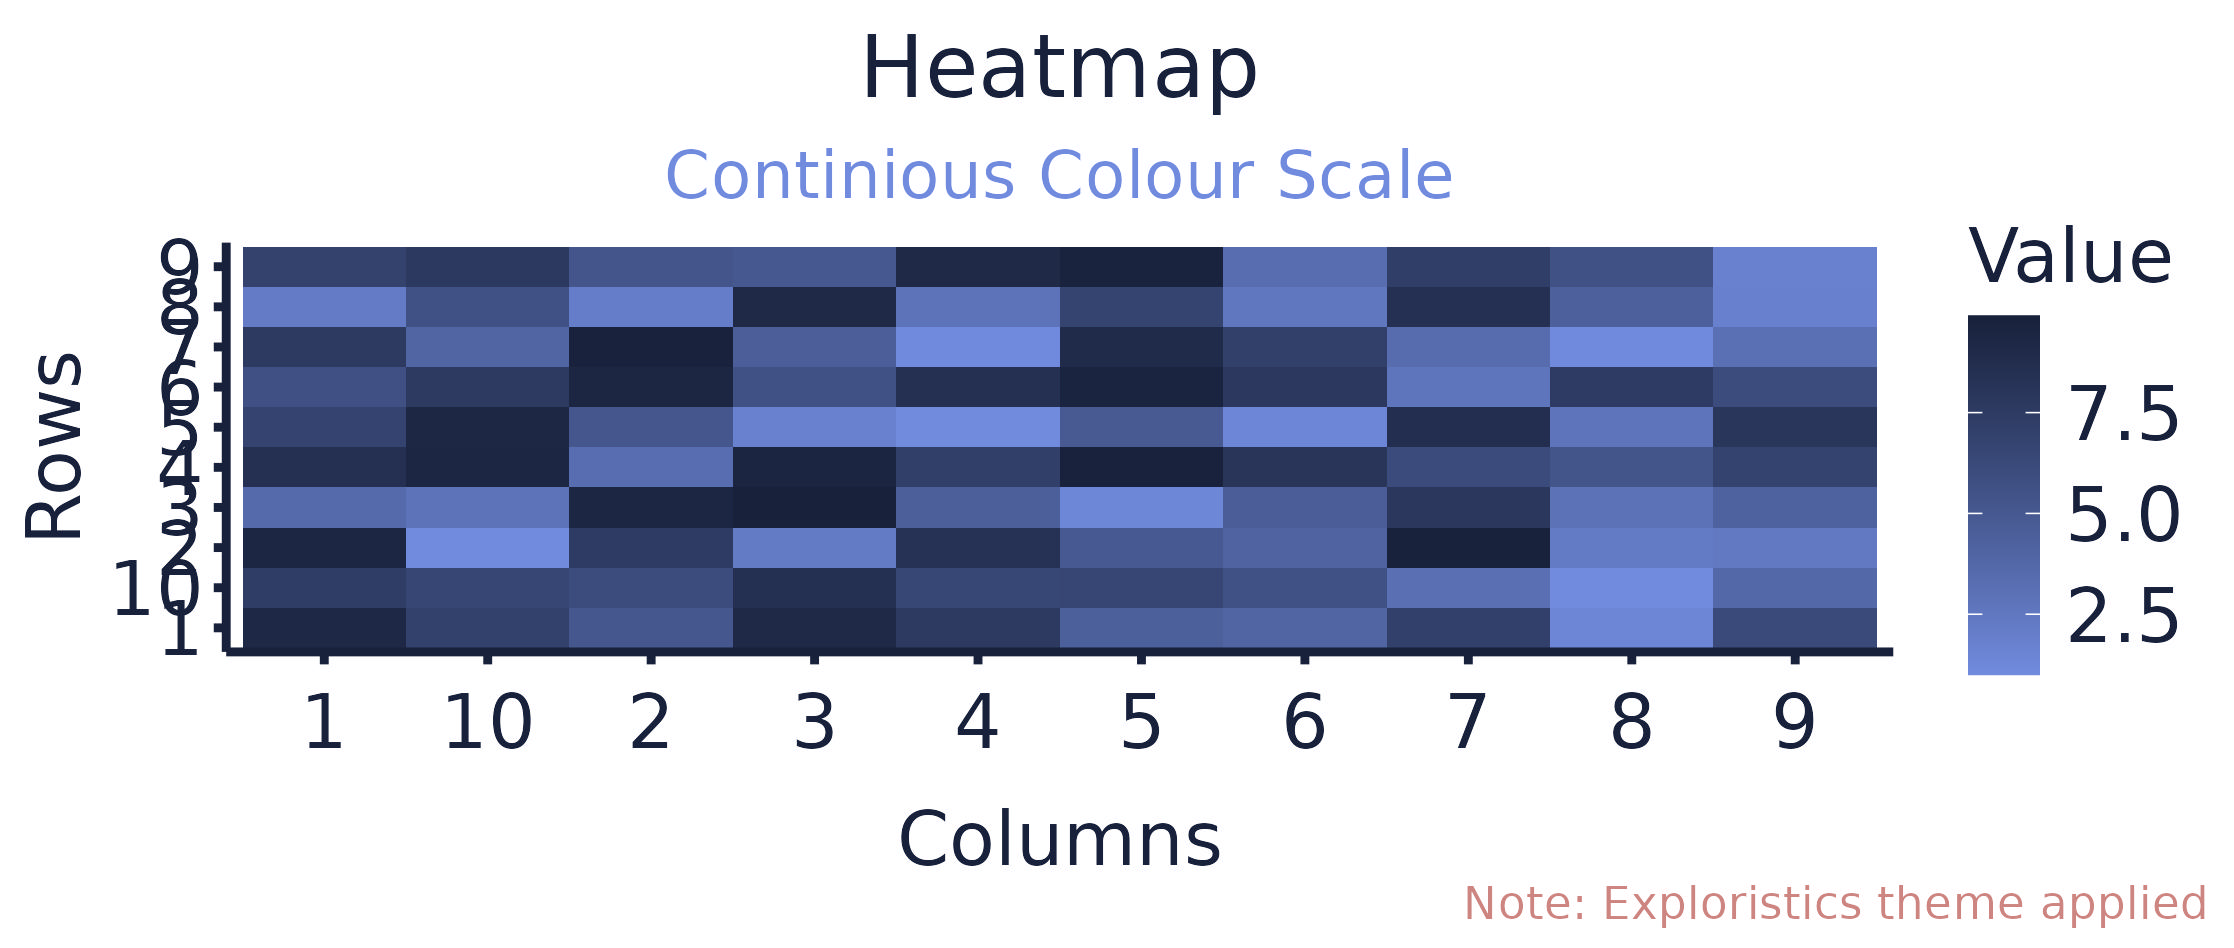 Heatmap
Continious Colour Scale
Value
7.5
5.0
2.5
Rows
9
8
7
6
5
4
3
2
10
1
1 10 2 3 4 5 6 7 8 9
Columns
Note: Exploristics theme applied